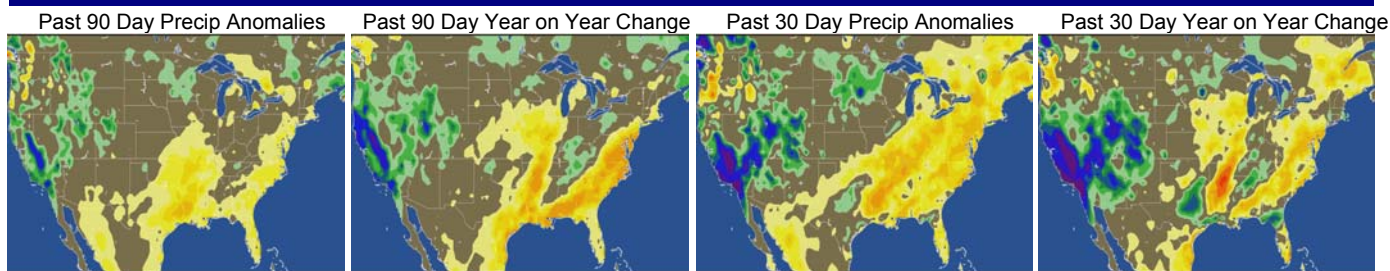 Past 90 Day Precip Anomalies
Past 90 Day Year on Year Change
Past 30 Day Precip Anomalies
Past 30 Day Year on Year Change